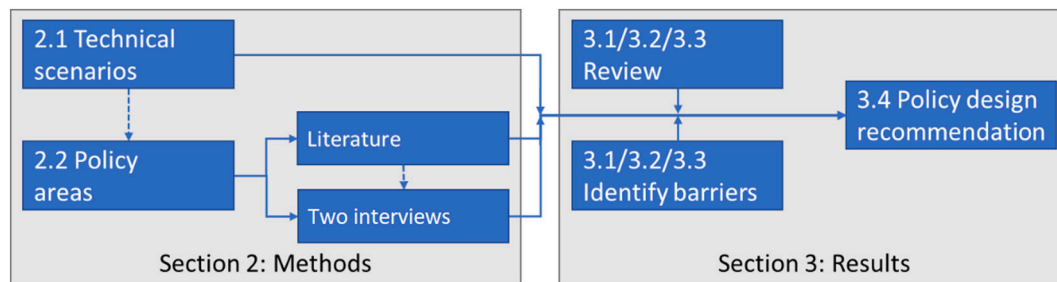 2.1 Technical
scenarios
2.2 Policy
areas
Literature
Two interviews
Section 2: Methods
3.1/3.2/3.3
Review
3.1/3.2/3.3
Identify barriers
3.4 Policy design
recommendation
Section 3: Results